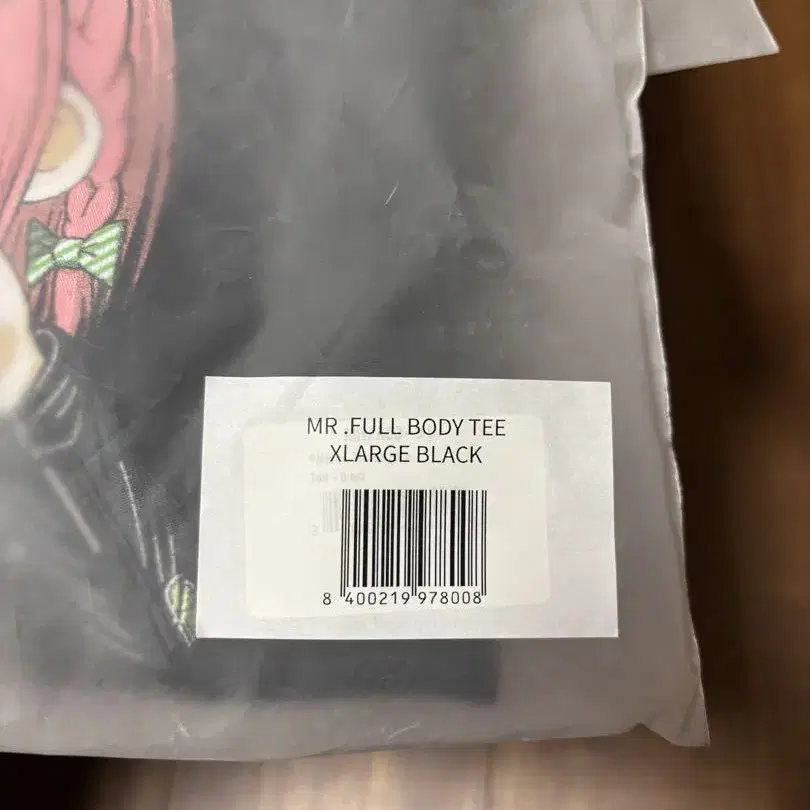 MR .FULL BODY TEE
XLARGE BLACK
8 400219 978008